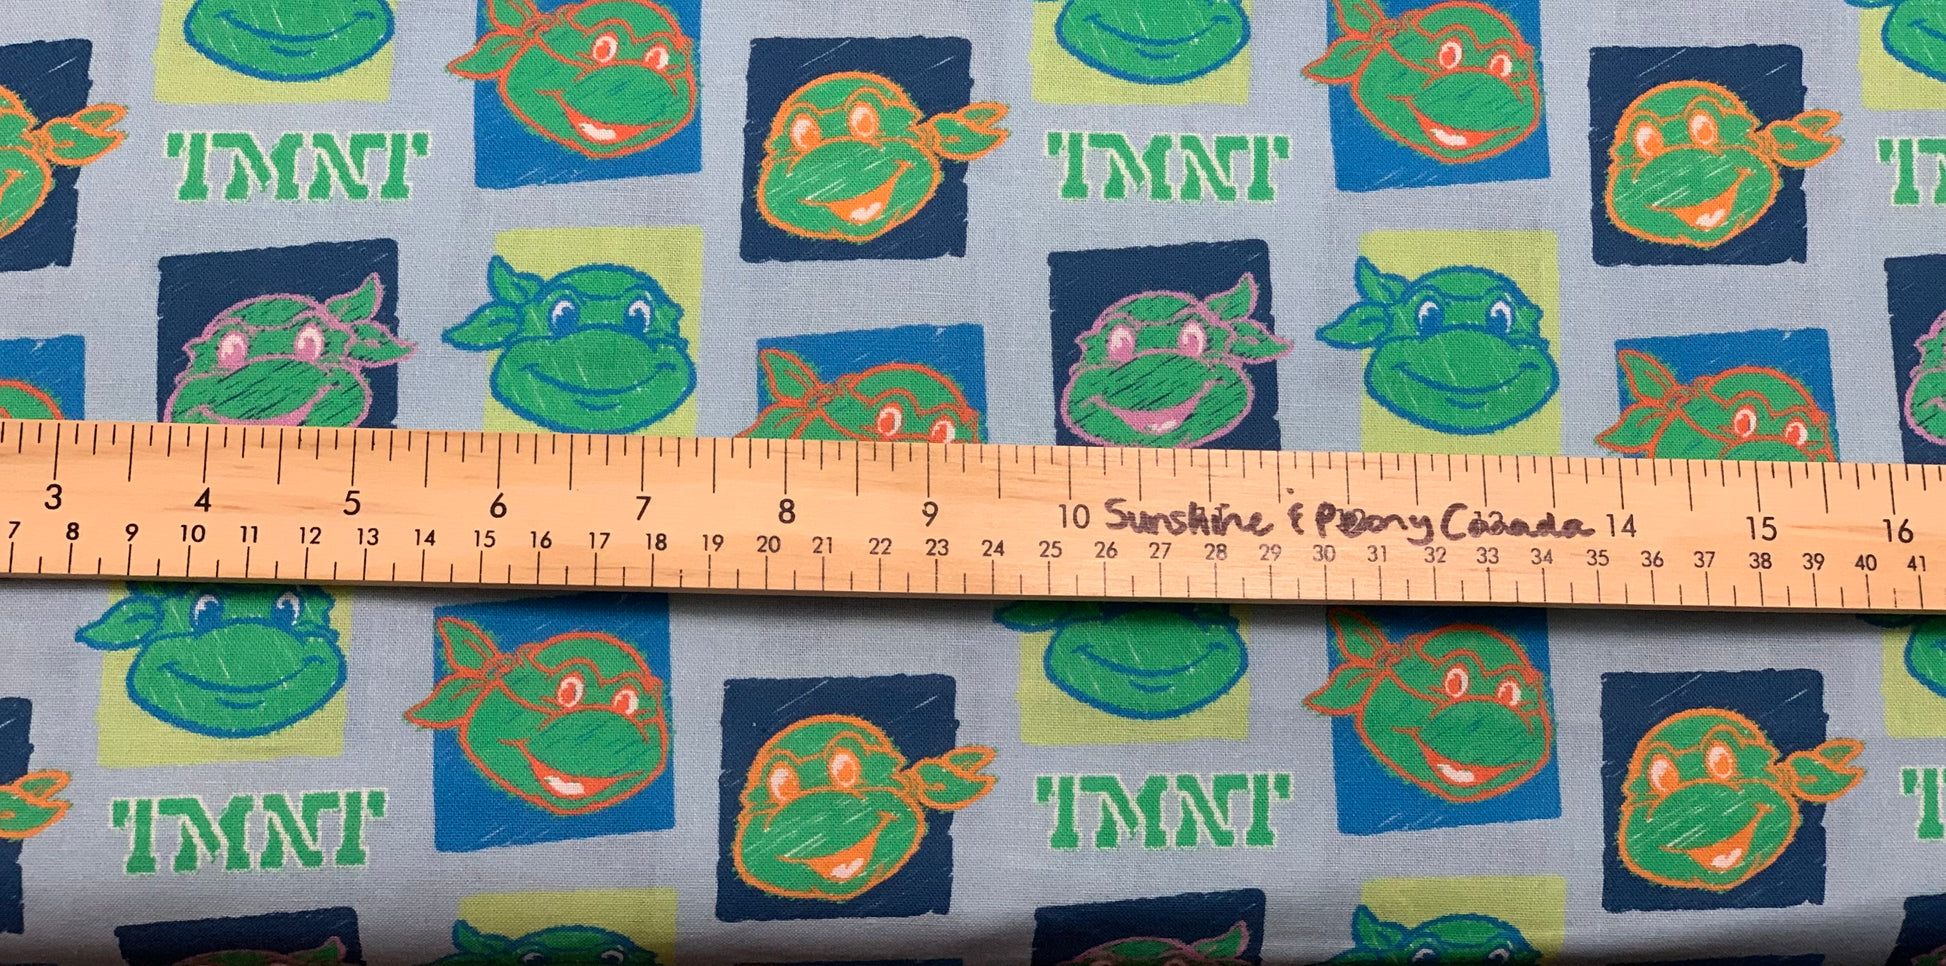 TMNT TMNT T
3 4 5 6 7 8 9 10 Sunshine & Peony Canada 14 15 16
7 8 9 10 11 12 13 14 15 16 17 18 19 20 21 22 23 24 25 26 27 28 29 30 31 32 33 34 35 36 37 38 39 40 41
TMNT TMNT T